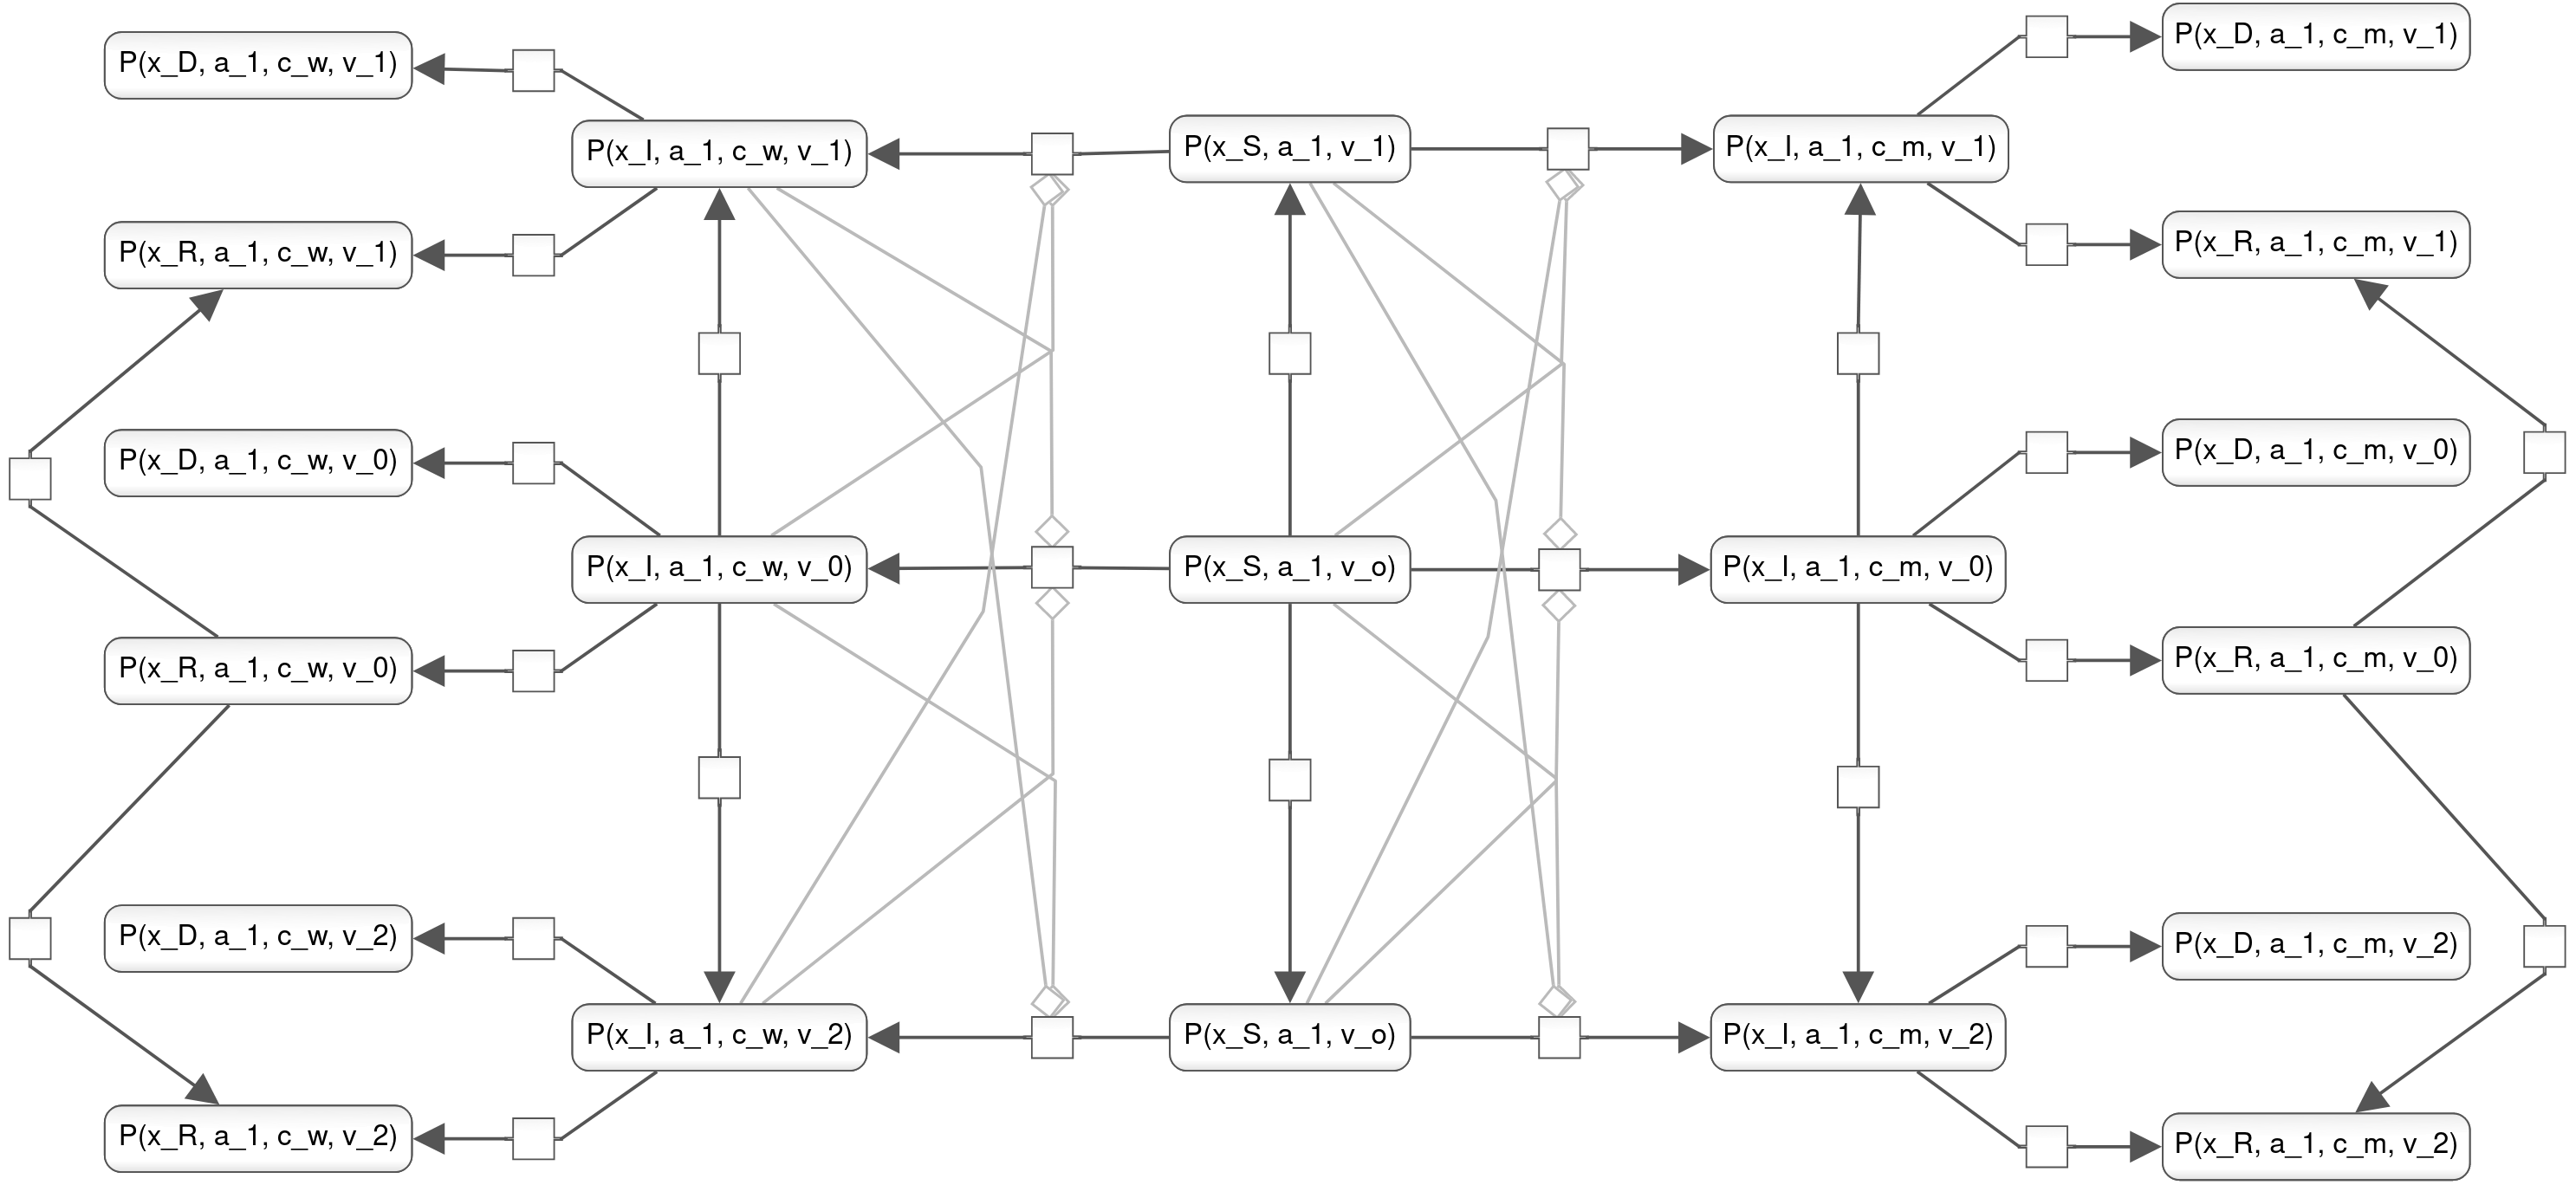 P(x_D, a_1, c_m, v_1)
P(x_D, a_1, c_w, v_1)
P(x_I, a_1, c_w, v_1)
P(x_S, a_1, v_1)
P(x_I, a_1, c_m, v_1)
P(x_R, a_1, c_w, v_1)
P(x_R, a_1, c_m, v_1)
P(x_D, a_1, c_w, v_0)
P(x_D, a_1, c_m, v_0)
P(x_I, a_1, c_w, v_0)
P(x_S, a_1, v_o)
P(x_I, a_1, c_m, v_0)
P(x_R, a_1, c_w, v_0)
P(x_R, a_1, c_m, v_0)
P(x_D, a_1, c_w, v_2)
P(x_D, a_1, c_m, v_2)
P(x_I, a_1, c_w, v_2)
P(x_S, a_1, v_o)
P(x_I, a_1, c_m, v_2)
P(x_R, a_1, c_w, v_2)
P(x_R, a_1, c_m, v_2)